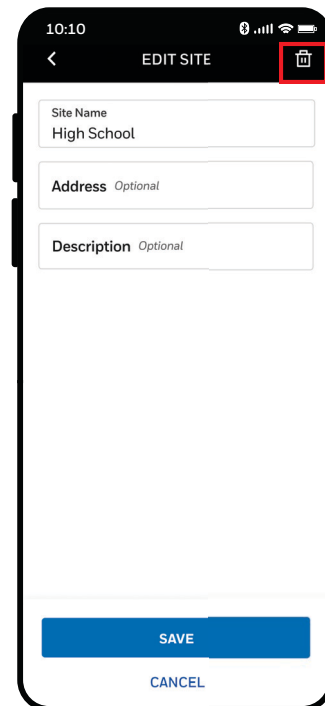 10:10
EDIT SITE
Site Name
High School
Address Optional
Description Optional
SAVE
CANCEL